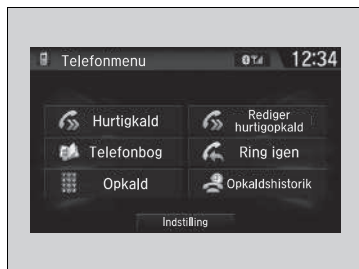 Telefonmenu 12:34
Hurtigkald
Rediger
hurtigopkald
Telefonbog
Ring igen
Opkald
Opkaldshistorik
Indstilling